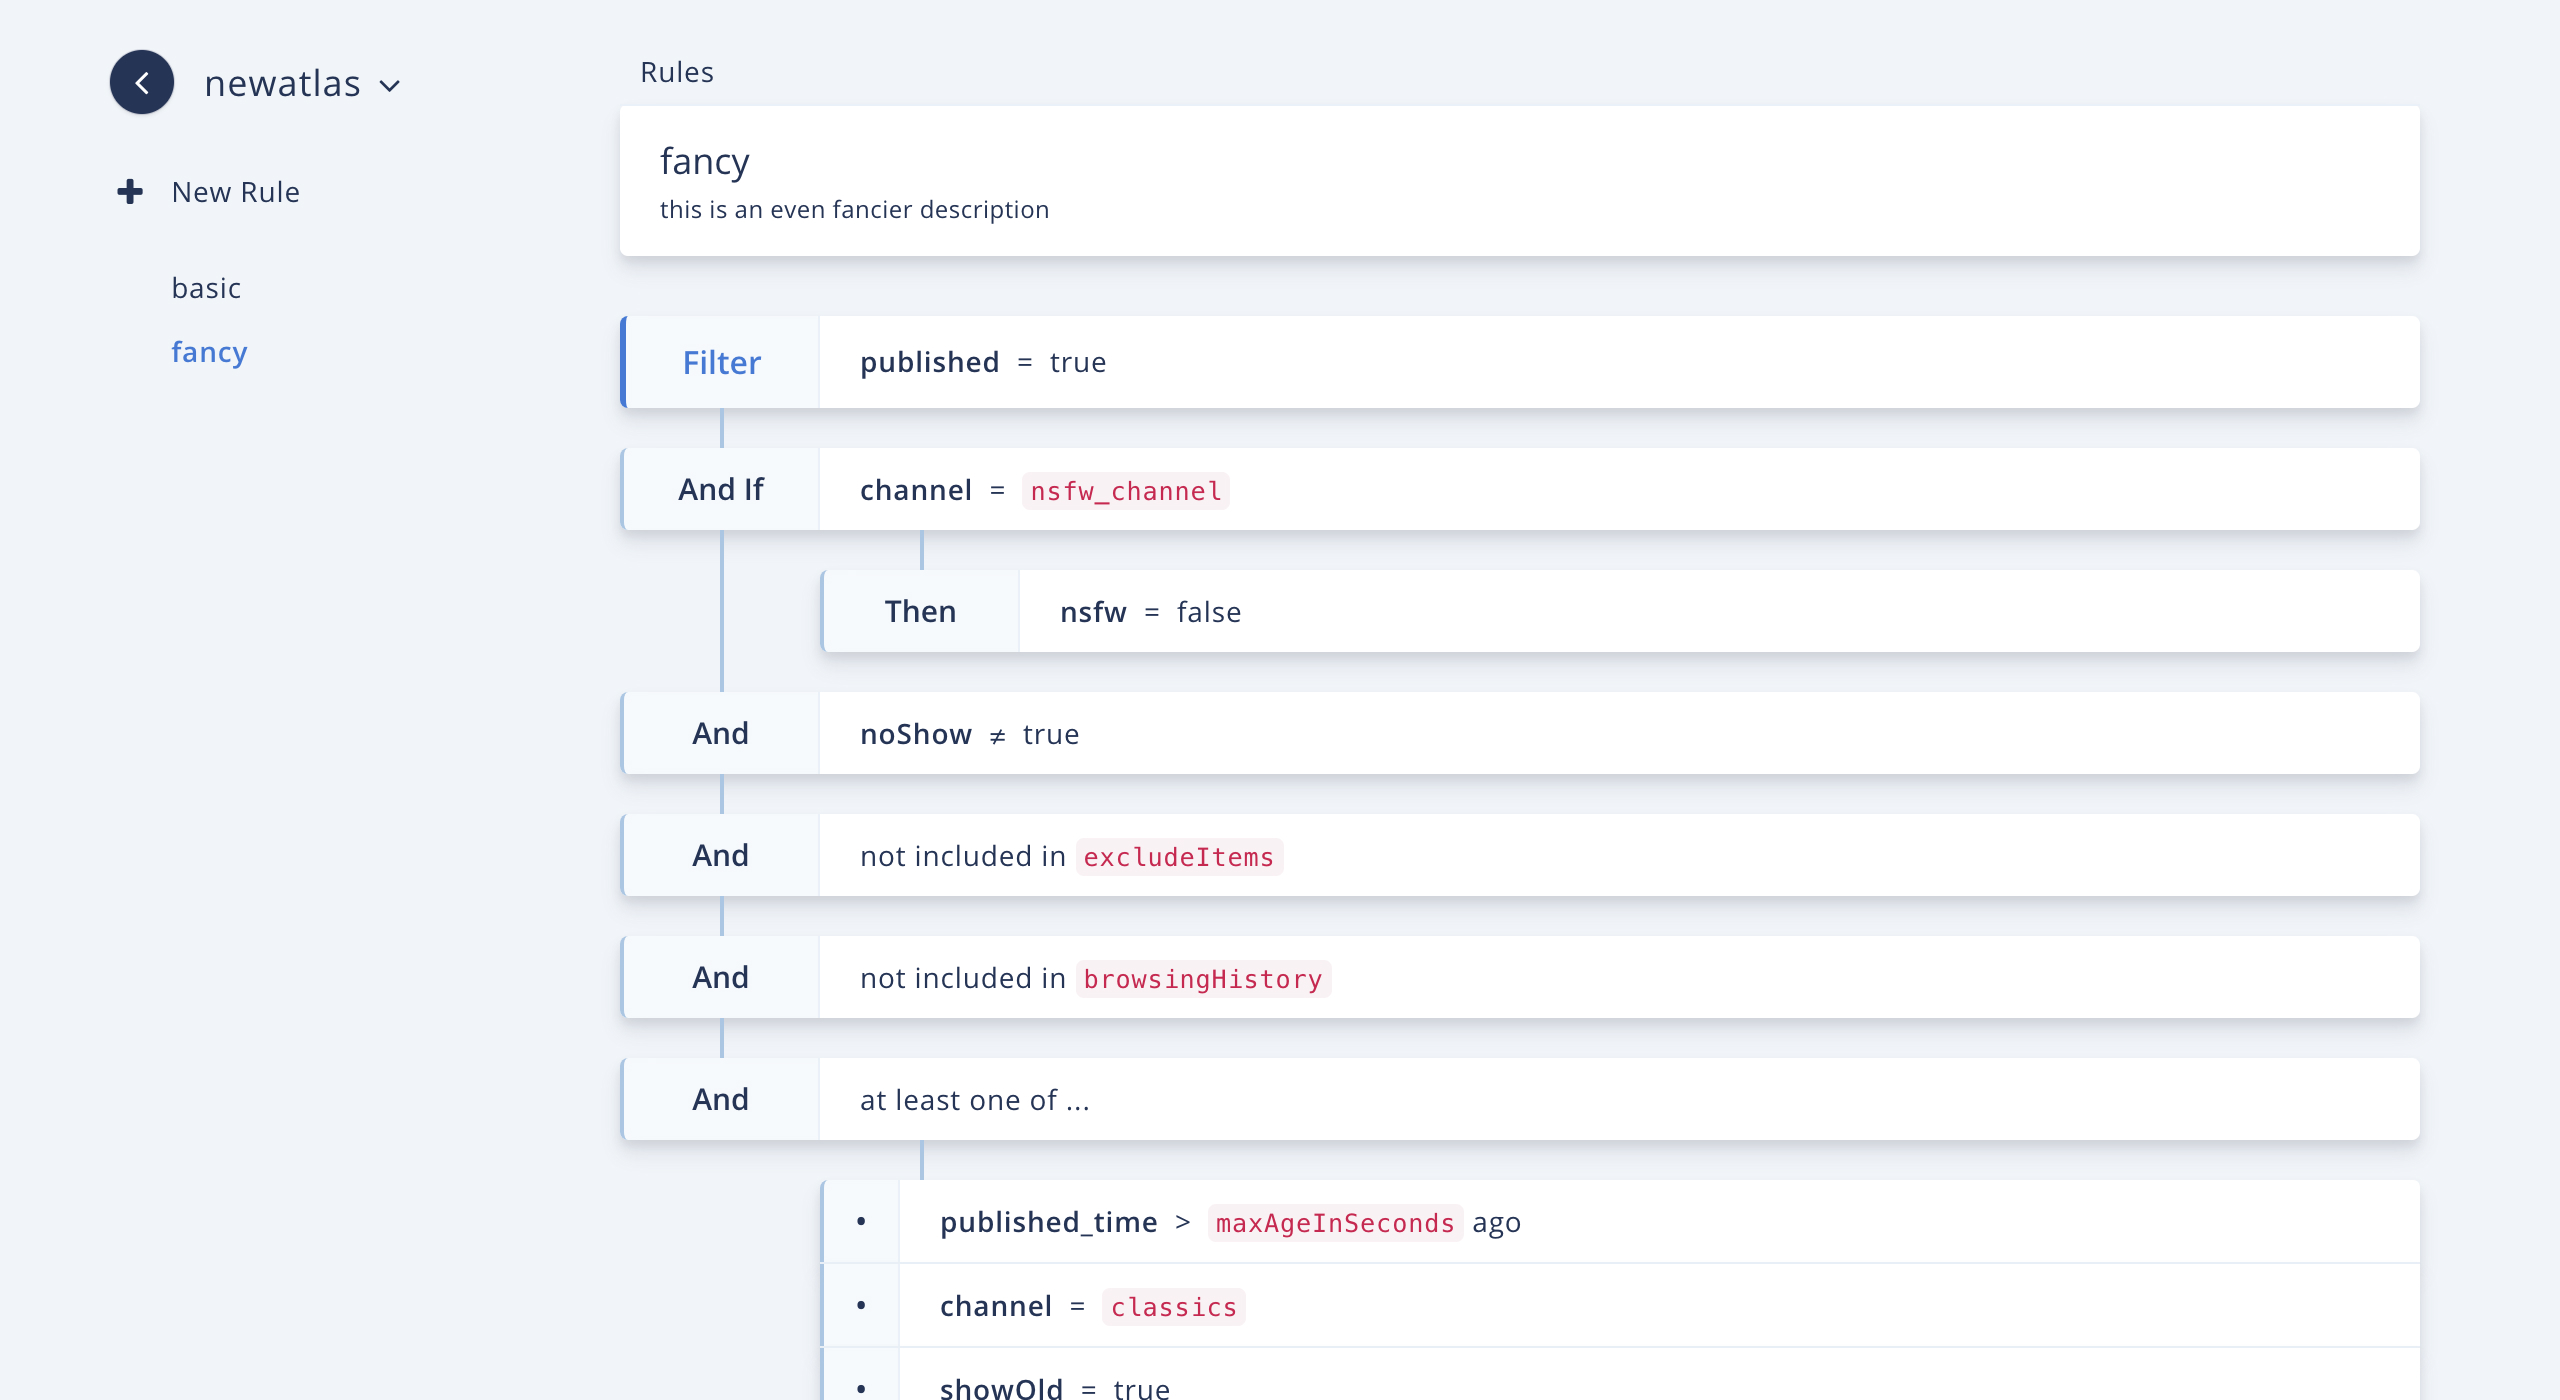 newatlas
New Rule
basic
fancy
Rules
fancy
this is an even fancier description
Filter published = true
And If channel = nsfw_channel
Then nsfw = false
And noShow ≠ true
And not included in excludeItems
And not included in browsingHistory
And at least one of ...
• published_time > maxAgeInSeconds ago
• channel = classics
• showOld = true